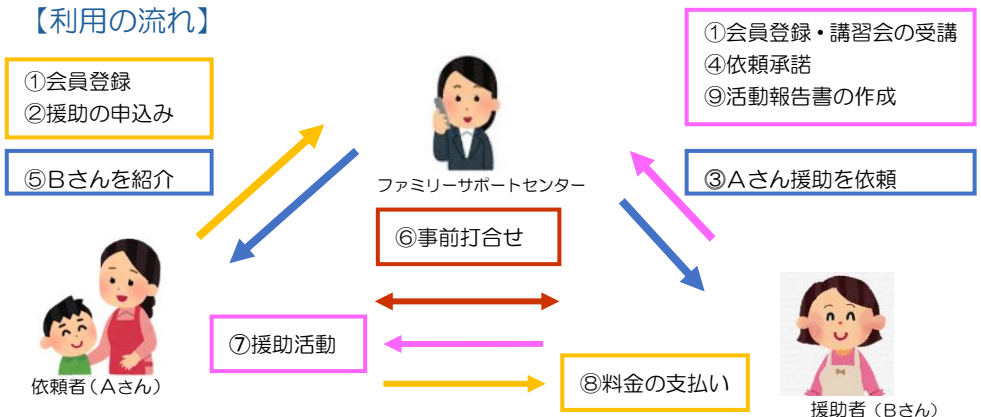 【利用の流れ】
①会員登録
②援助の申込み
⑤Bさんを紹介
ファミリーサポートセンター
①会員登録・講習会の受講
④依頼承諾
⑨活動報告書の作成
③Aさん援助を依頼
⑥事前打合せ
⑦援助活動
⑧料金の支払い
依頼者(Aさん)
援助者(Bさん)